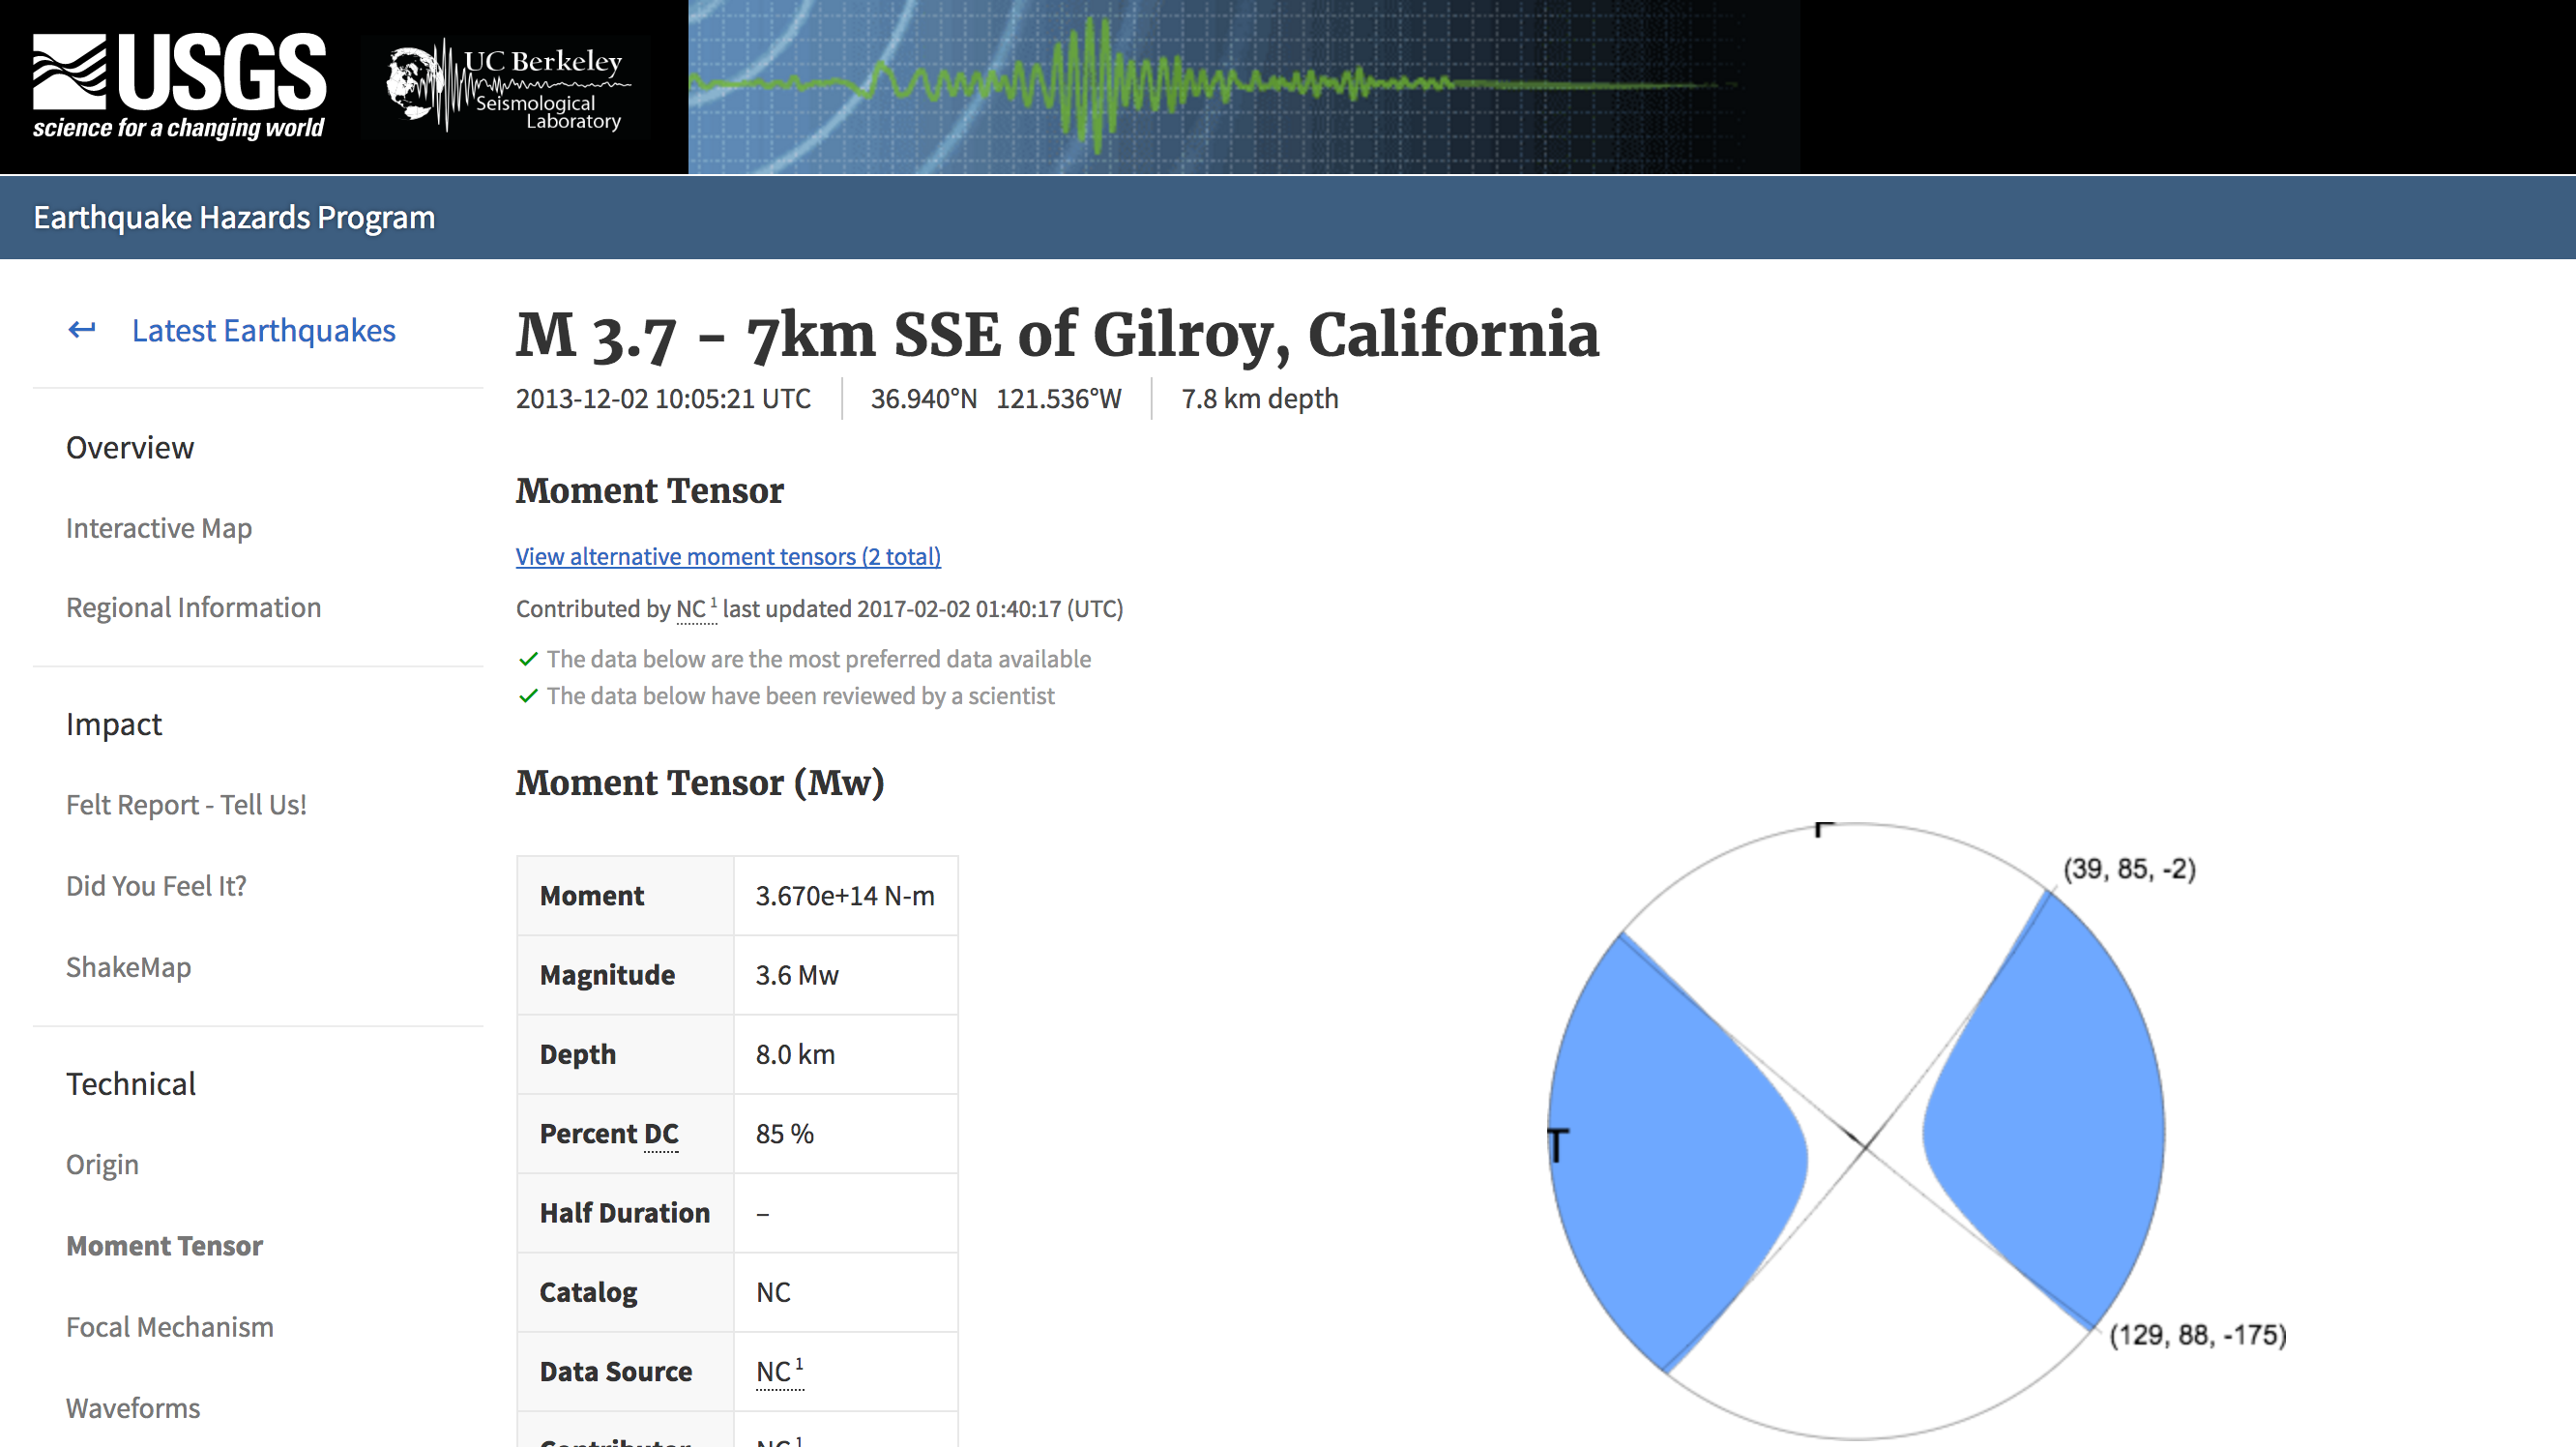 USGS
science for a changing world
UC Berkeley
Seismological
Laboratory
Earthquake Hazards Program
Latest Earthquakes
Overview
Interactive Map
Regional Information
Impact
Felt Report - Tell Us!
Did You Feel It?
ShakeMap
Technical
Origin
Moment Tensor
Focal Mechanism
Waveforms
M 3.7 - 7km SSE of Gilroy, California
2013-12-02 10:05:21 UTC 36.940°N 121.536°W 7.8 km depth
Moment Tensor
View alternative moment tensors (2 total)
Contributed by NC 1 last updated 2017-02-02 01:40:17 (UTC)
The data below are the most preferred data available
The data below have been reviewed by a scientist
Moment Tensor (Mw)
Moment 3.670e+14 N-m
Magnitude 3.6 Mw
Depth 8.0 km
Percent DC 85 %
Half Duration –
Catalog NC
Data Source NC 1
Contributor NC 1
(39, 85, -2)
T
(129, 88, -175)